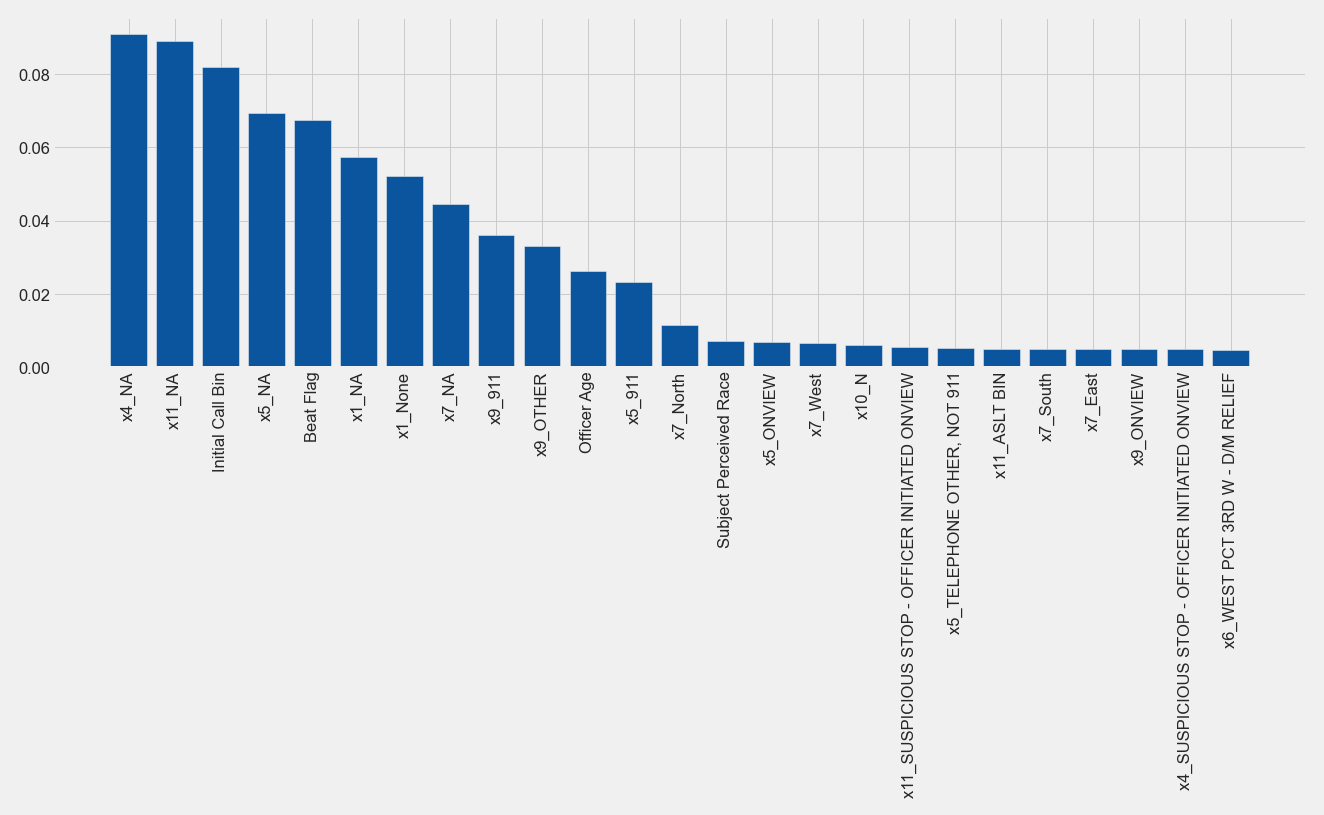 0.08
0.06
0.04
0.02
0.00
x4_NA
x11_NA
Initial Call Bin
x5_NA
Beat Flag
x1_NA
x1_None
x7_NA
x9_911
x9_OTHER
Officer Age
x5_911
x7_North
Subject Perceived Race
x5_ONVIEW
x7_West
x10_N
x11_SUSPICIOUS STOP - OFFICER INITIATED ONVIEW
x5_TELEPHONE OTHER, NOT 911
x11_ASLT BIN
x7_South
x7_East
x9_ONVIEW
x4_SUSPICIOUS STOP - OFFICER INITIATED ONVIEW
x6_WEST PCT 3RD W - D/M RELIEF